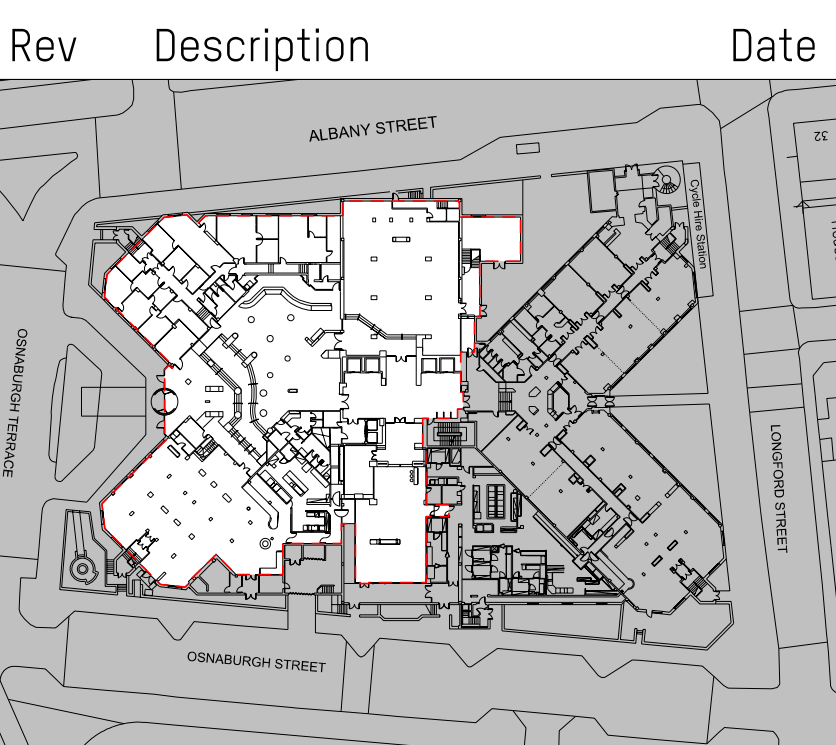 Rev Description Date
ALBANY STREET
32
Cycle Hire Station
OSNABURGH TERRACE
LONGFORD STREET
OSNABURGH STREET